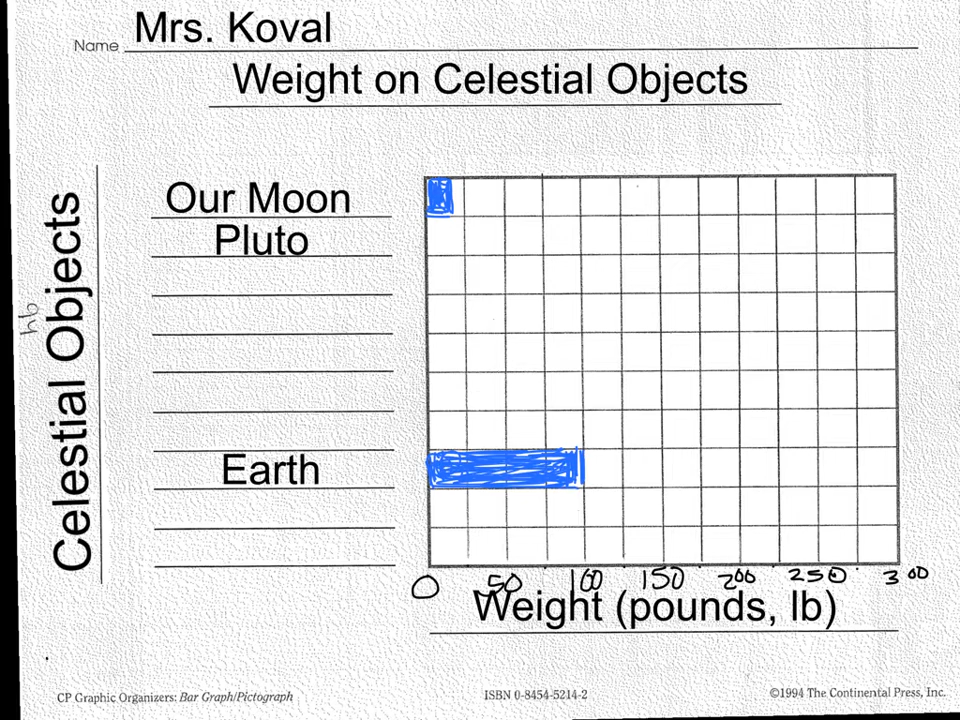 Name Mrs. Koval
Weight on Celestial Objects
Celestial Objects
Our Moon
Pluto
Earth
0 50 100 150 200 250 300
Weight (pounds, lb)
CP Graphic Organizers: Bar Graph/Pictograph ISBN 0-8454-5214-2 ©1994 The Continental Press, Inc.